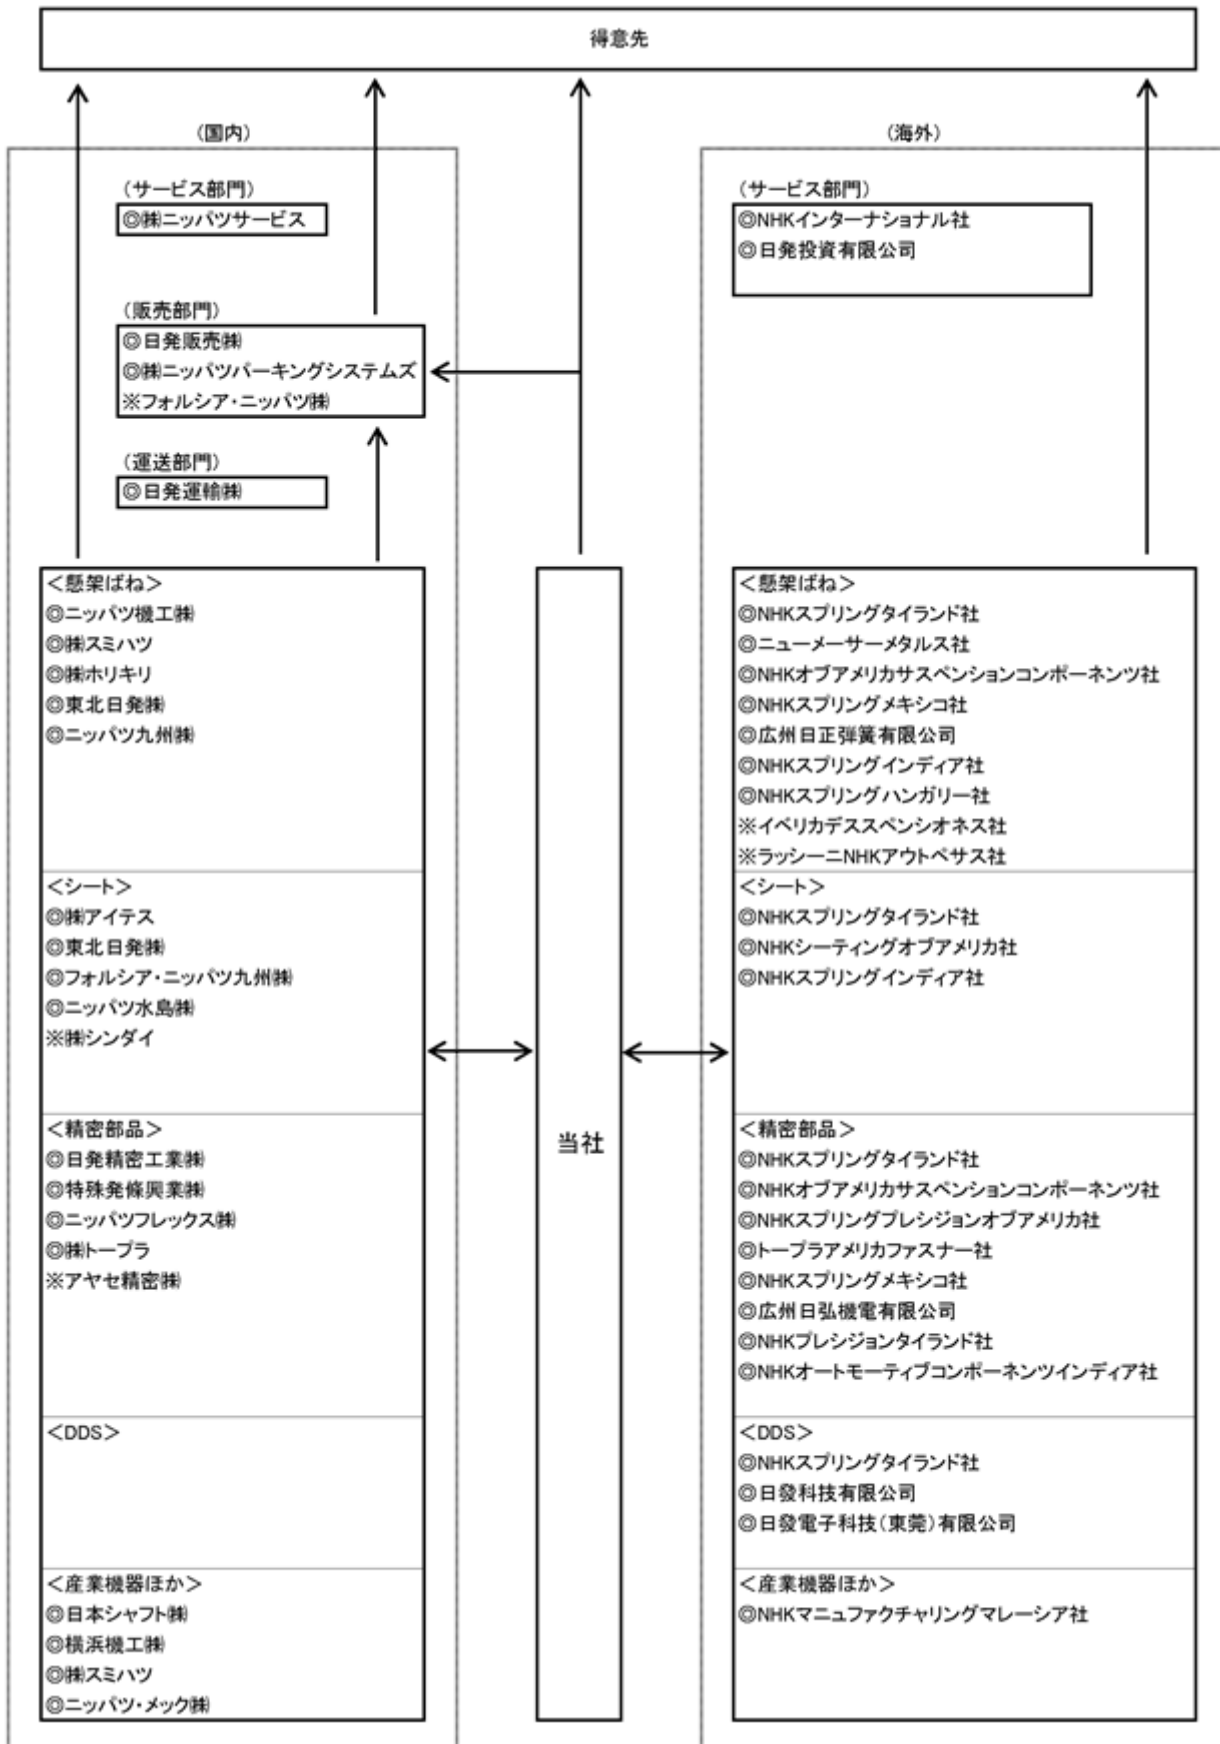 得意先
(国内)
(サービス部門)
◎㈱ニッパツサービス
(販売部門)
◎日発販売㈱
◎㈱ニッパツパーキングシステムズ
※フォルシア・ニッパツ㈱
(運送部門)
◎日発運輸㈱
<懸架ばね>
◎ニッパツ機工㈱
◎㈱スミハツ
◎㈱ホリキリ
◎東北日発㈱
◎ニッパツ九州㈱
<シート>
◎㈱アイテス
◎東北日発㈱
◎フォルシア・ニッパツ九州㈱
◎ニッパツ水島㈱
※㈱シンダイ
<精密部品>
◎日発精密工業㈱
◎特殊発條興業㈱
◎ニッパツフレックス㈱
◎㈱トープラ
※アヤセ精密㈱
<DDS>
<産業機器ほか>
◎日本シャフト㈱
◎横浜機工㈱
◎㈱スミハツ
◎ニッパツ・メック㈱
当社
(海外)
(サービス部門)
◎NHKインターナショナル社
◎日発投資有限公司
<懸架ばね>
◎NHKスプリングタイランド社
◎ニューメーサーメタルス社
◎NHKオブアメリカサスペンションコンポーネンツ社
◎NHKスプリングメキシコ社
◎広州日正弾簧有限公司
◎NHKスプリングインディア社
◎NHKスプリングハンガリー社
※イベリカデススペンシオネス社
※ラッシーニNHKアウトペサス社
<シート>
◎NHKスプリングタイランド社
◎NHKシーティングオブアメリカ社
◎NHKスプリングインディア社
<精密部品>
◎NHKスプリングタイランド社
◎NHKオブアメリカサスペンションコンポーネンツ社
◎NHKスプリングプレシジョンオブアメリカ社
◎トープラアメリカファスナー社
◎NHKスプリングメキシコ社
◎広州日弘機電有限公司
◎NHKプレシジョンタイランド社
◎NHKオートモーティブコンポーネンツインディア社
<DDS>
◎NHKスプリングタイランド社
◎日發科技有限公司
◎日發電子科技(東莞)有限公司
<産業機器ほか>
◎NHKマニュファクチャリングマレーシア社